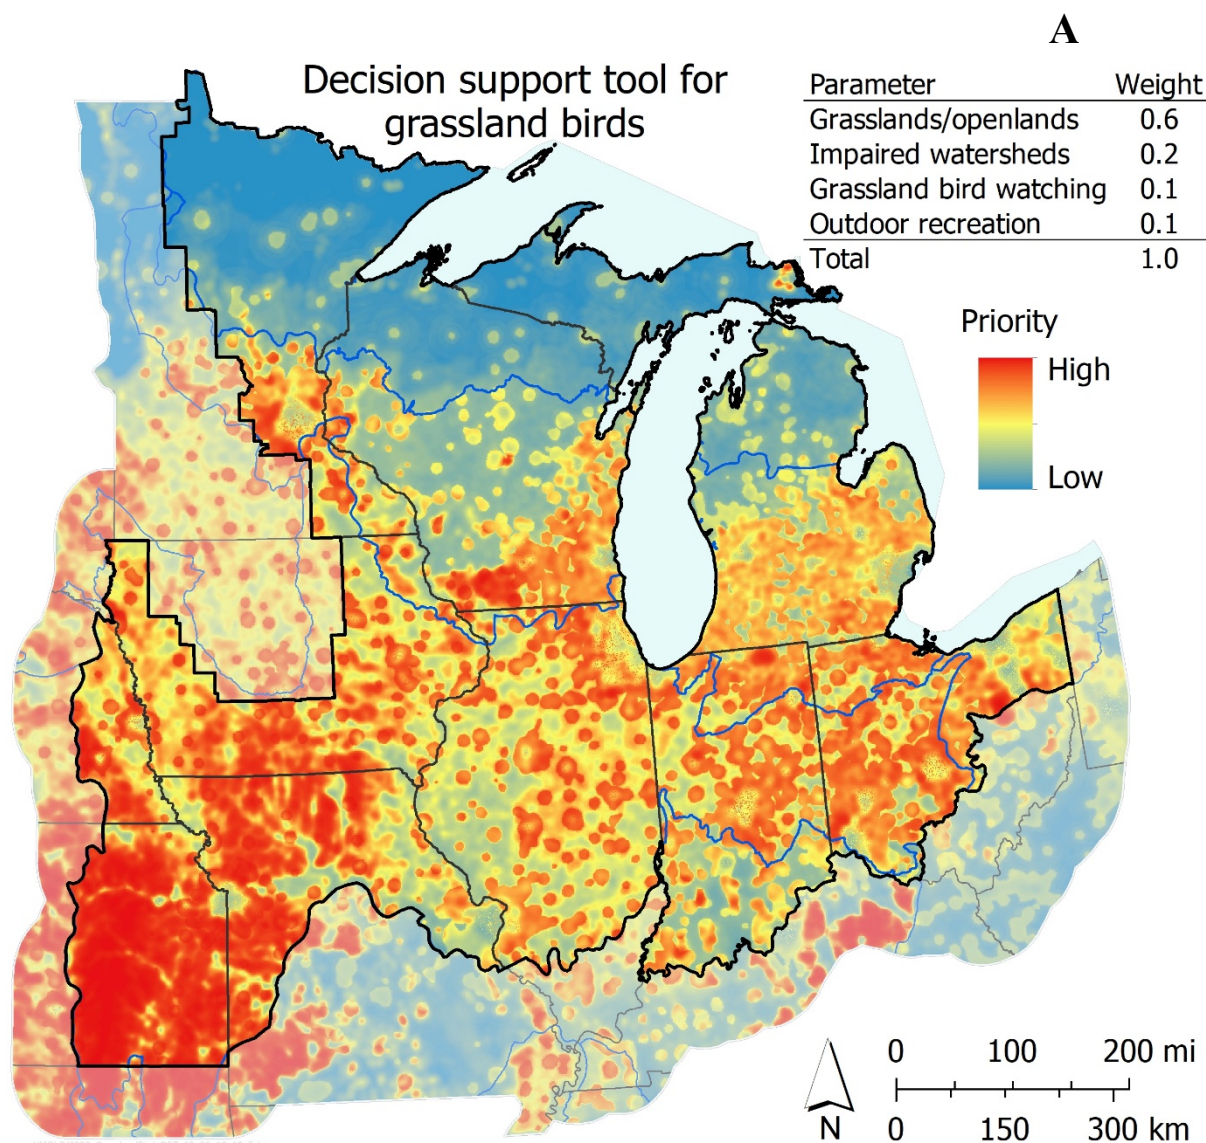 A
Decision support tool for
grassland birds
Parameter Weight
Grasslands/openlands 0.6
Impaired watersheds 0.2
Grassland bird watching 0.1
Outdoor recreation 0.1
Total 1.0
Priority
High
Low
N
0 100 200 mi
0 150 300 km